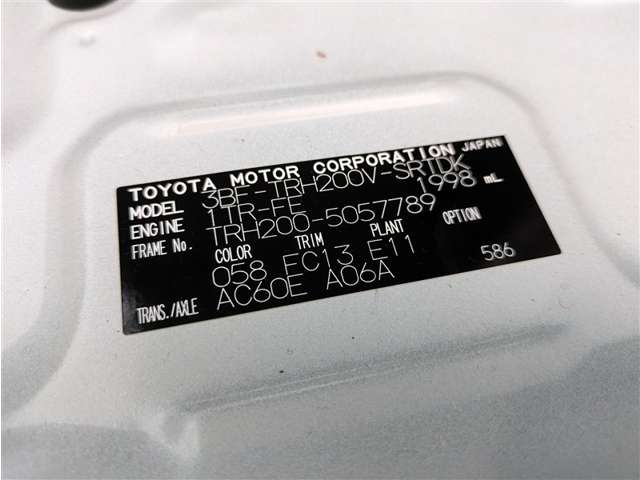 TOYOTA MOTOR CORPORATION JAPAN
MODEL 3BF-TRH200V-SRTDK
ENGINE 1TR-FE 1998 mL
FRAME No. TRH200-5057789
COLOR TRIM PLANT OPTION
058 FC13 E11 586
TRANS./AXLE AC60E A06A